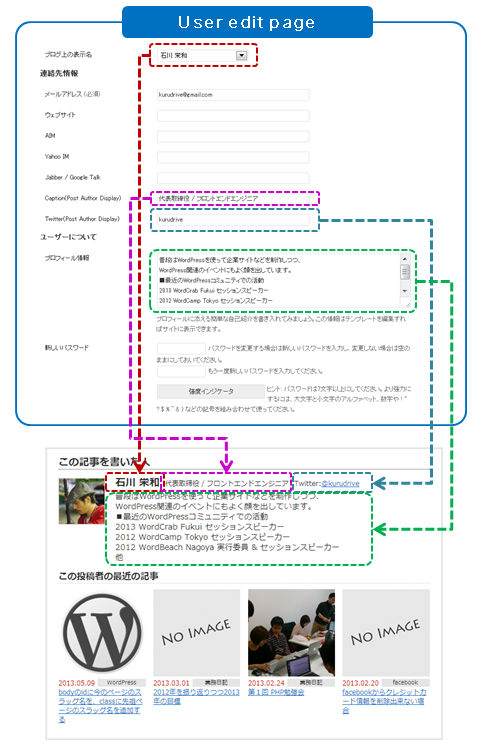 User edit page
ブログ上の表示名
石川 栄和
連絡先情報
メールアドレス (必須)
kurudrive@gmail.com
ウェブサイト
AIM
Yahoo IM
Jabber / Google Talk
Caption(Post Author Display)
代表取締役 / フロントエンドエンジニア
Twitter(Post Author Display)
kurudrive
ユーザーについて
プロフィール情報
普段はWordPressを使って企業サイトなどを制作しつつ、
WordPress関連のイベントにもよく顔を出しています。
■最近のWordPressコミュニティでの活動
2013 WordCrab Fukui セッションスピーカー
2012 WordCamp Tokyo セッションスピーカー
プロフィールに添える簡単な自己紹介を書き入れてみましょう。この情報はテンプレートを編集すれ
ばサイトに表示できます。
新しいパスワード
パスワードを変更する場合は新しいパスワードを入力し、変更しない場合は空の
ままにしておいてください。
もう一度新しいパスワードを入力してください。
強度インジケータ
ヒント: パスワードは7文字以上にしてください。より強力に
するには、大文字と小文字のアルファベット、数字や ! "
? $ % ^ & ) などの記号を組み合わせて使ってください。
この記事を書いた人
石川 栄和
代表取締役 / フロントエンドエンジニア
Twitter:@kurudrive
普段はWordPressを使って企業サイトなどを制作しつつ、
WordPress関連のイベントにもよく顔を出しています。
■最近のWordPressコミュニティでの活動
2013 WordCrab Fukui セッションスピーカー
2012 WordCamp Tokyo セッションスピーカー
2012 WordBeach Nagoya 実行委員 & セッションスピーカー
他
この投稿者の最近の記事
NO IMAGE
NO IMAGE
2013.05.09
WordPress
bodyのidに今のページのス
ラッグ名を、classに先祖ペ
ージのスラッグ名を追加す
る
2013.03.01
業務日記
2012年を振り返りつつ2013
年の目標
2013.02.24
業務日記
第１回 PHP勉強会
2013.02.20
facebook
facebookからクレジットカ
ード情報を削除出来ない場
合